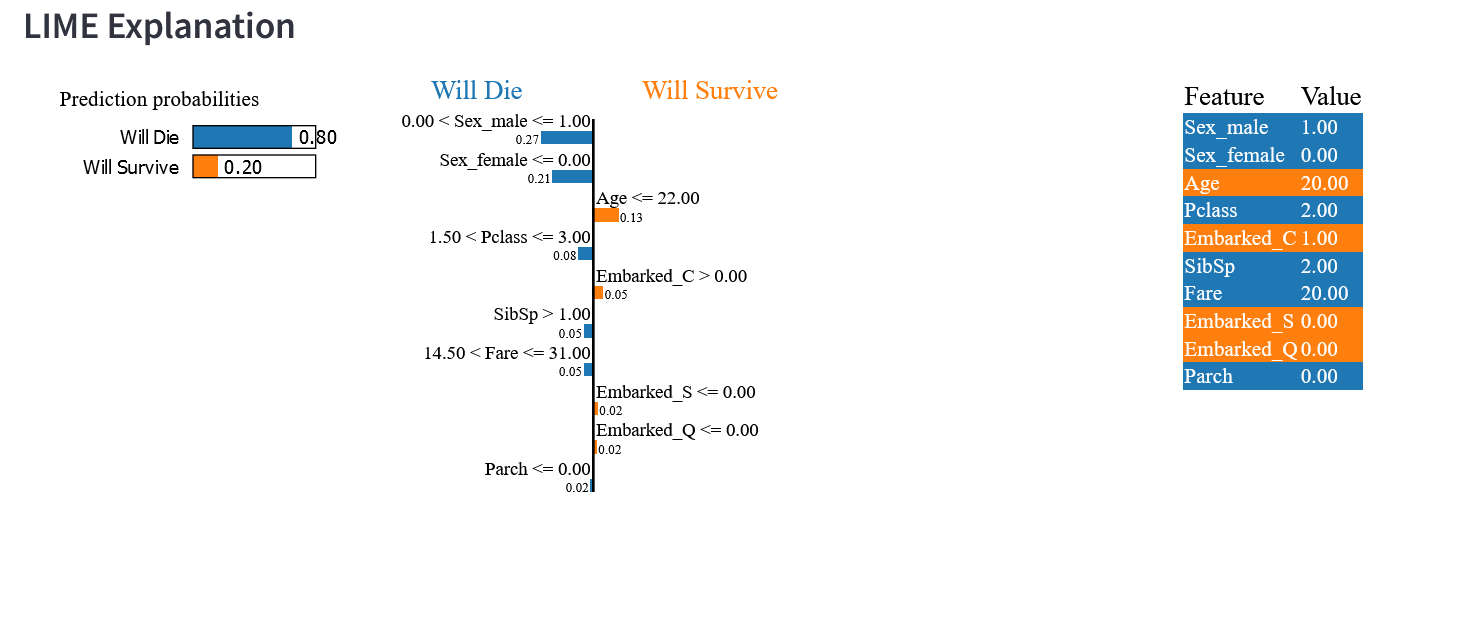 LIME Explanation
Prediction probabilities
Will Die 0.80
Will Survive 0.20
Will Die Will Survive
0.00 < Sex_male <= 1.00
0.27
Sex_female <= 0.00
0.21
Age <= 22.00
0.13
1.50 < Pclass <= 3.00
0.08
Embarked_C > 0.00
0.05
SibSp > 1.00
0.05
14.50 < Fare <= 31.00
0.05
Embarked_S <= 0.00
0.02
Embarked_Q <= 0.00
0.02
Parch <= 0.00
0.02
Feature Value
Sex_male 1.00
Sex_female 0.00
Age 20.00
Pclass 2.00
Embarked_C 1.00
SibSp 2.00
Fare 20.00
Embarked_S 0.00
Embarked_Q 0.00
Parch 0.00